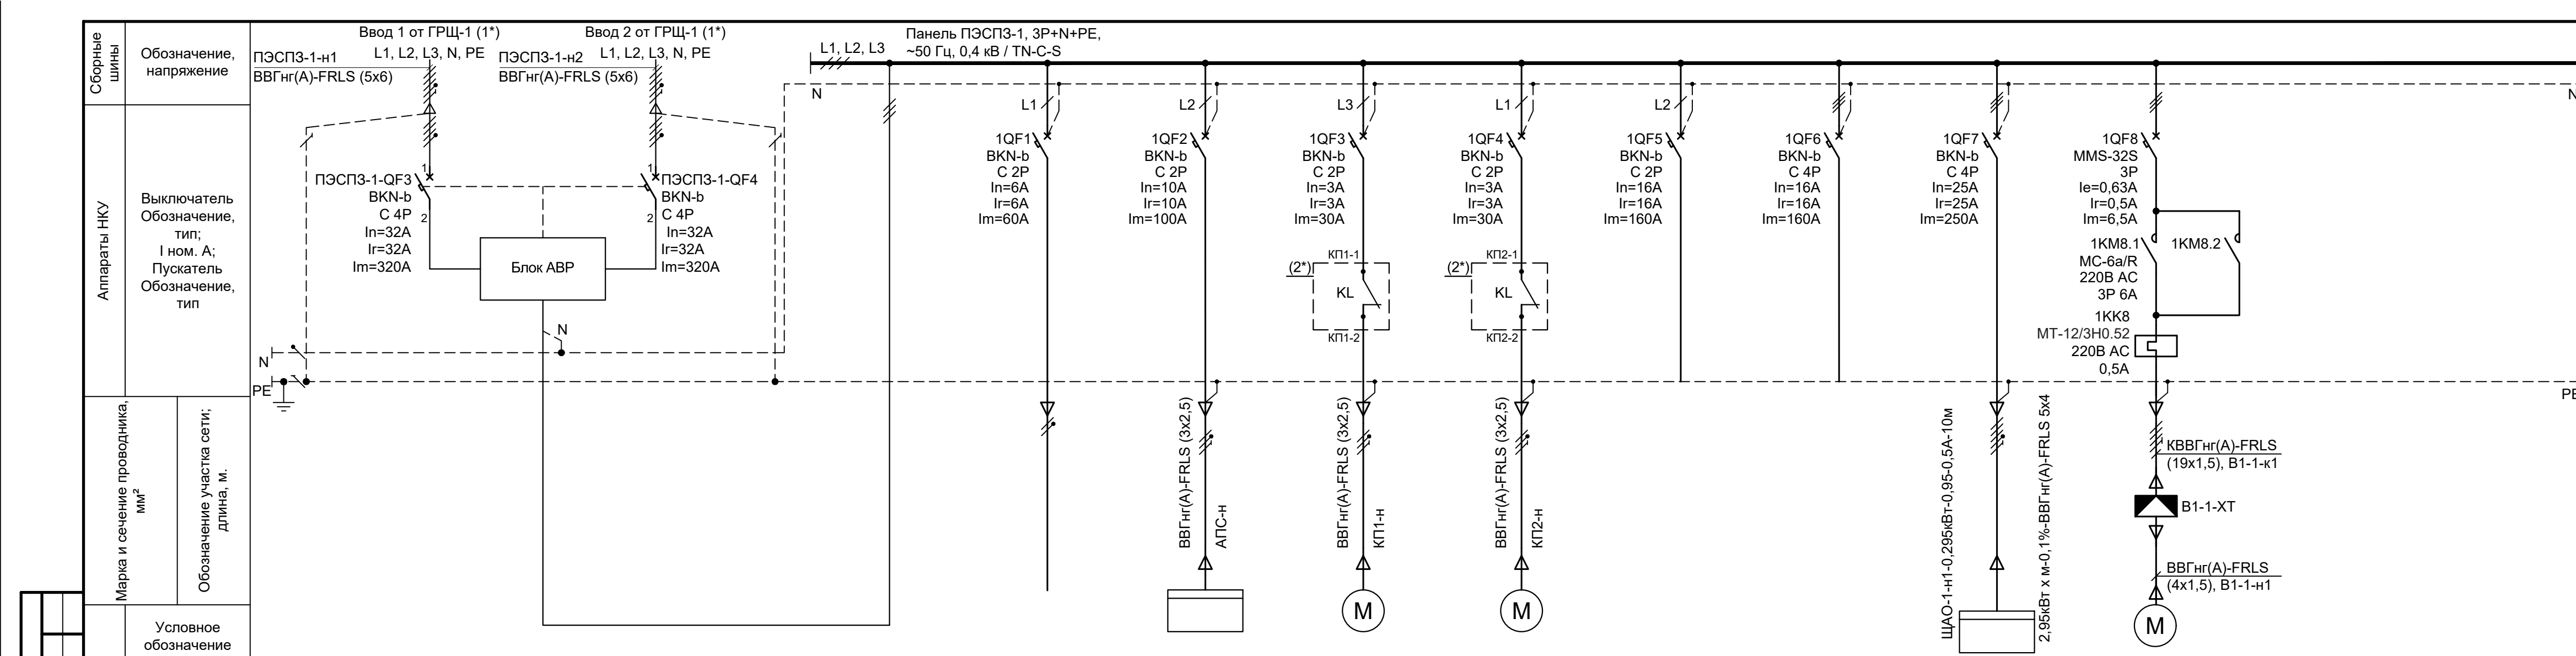 Сборные
шины
Обозначение,
напряжение
Аппараты НКУ
Выключатель
Обозначение,
тип;
I ном. А;
Пускатель
Обозначение,
тип
Марка и сечение проводника,
мм²
Обозначение участка сети;
длина, м.
Условное
обозначение
Ввод 1 от ГРЩ-1 (1*)
L1, L2, L3, N, PE
ПЭСПЗ-1-н1
ВВГнг(А)-FRLS (5х6)
Ввод 2 от ГРЩ-1 (1*)
L1, L2, L3, N, PE
ПЭСПЗ-1-н2
ВВГнг(А)-FRLS (5х6)
1
ПЭСПЗ-1-QF3
BKN-b
C 4P
2
In=32A
Ir=32A
Im=320A
1
ПЭСПЗ-1-QF4
BKN-b
2
C 4P
In=32A
Ir=32A
Im=320A
Блок АВР
N
N
PE
L1, L2, L3
Панель ПЭСПЗ-1, 3P+N+PE,
~50 Гц, 0,4 кВ / TN-C-S
N
L1
1QF1
BKN-b
C 2P
In=6A
Ir=6A
Im=60A
L2
1QF2
BKN-b
C 2P
In=10A
Ir=10A
Im=100A
ВВГнг(А)-FRLS (3х2,5)
АПС-н
L3
1QF3
BKN-b
C 2P
In=3A
Ir=3A
Im=30A
КП1-1
(2*)
KL
КП1-2
ВВГнг(А)-FRLS (3х2,5)
КП1-н
M
L1
1QF4
BKN-b
C 2P
In=3A
Ir=3A
Im=30A
КП2-1
(2*)
KL
КП2-2
ВВГнг(А)-FRLS (3х2,5)
КП2-н
M
L2
1QF5
BKN-b
C 2P
In=16A
Ir=16A
Im=160A
1QF6
BKN-b
C 4P
In=16A
Ir=16A
Im=160A
1QF7
BKN-b
C 4P
In=25A
Ir=25A
Im=250A
ЩАО-1-н1-0,295кВт-0,95-0,5А-10м
2,95кВт х м-0,1%-ВВГнг(А)-FRLS 5х4
1QF8
MMS-32S
3P
Ie=0,63A
Ir=0,5A
Im=6,5A
1KM8.1
MC-6a/R
220В АС
3P 6A
1KM8.2
1KK8
MT-12/3H0.52
220В АС
0,5A
КВВГнг(А)-FRLS
(19х1,5), В1-1-к1
В1-1-ХТ
ВВГнг(А)-FRLS
(4х1,5), В1-1-н1
M
N
PE